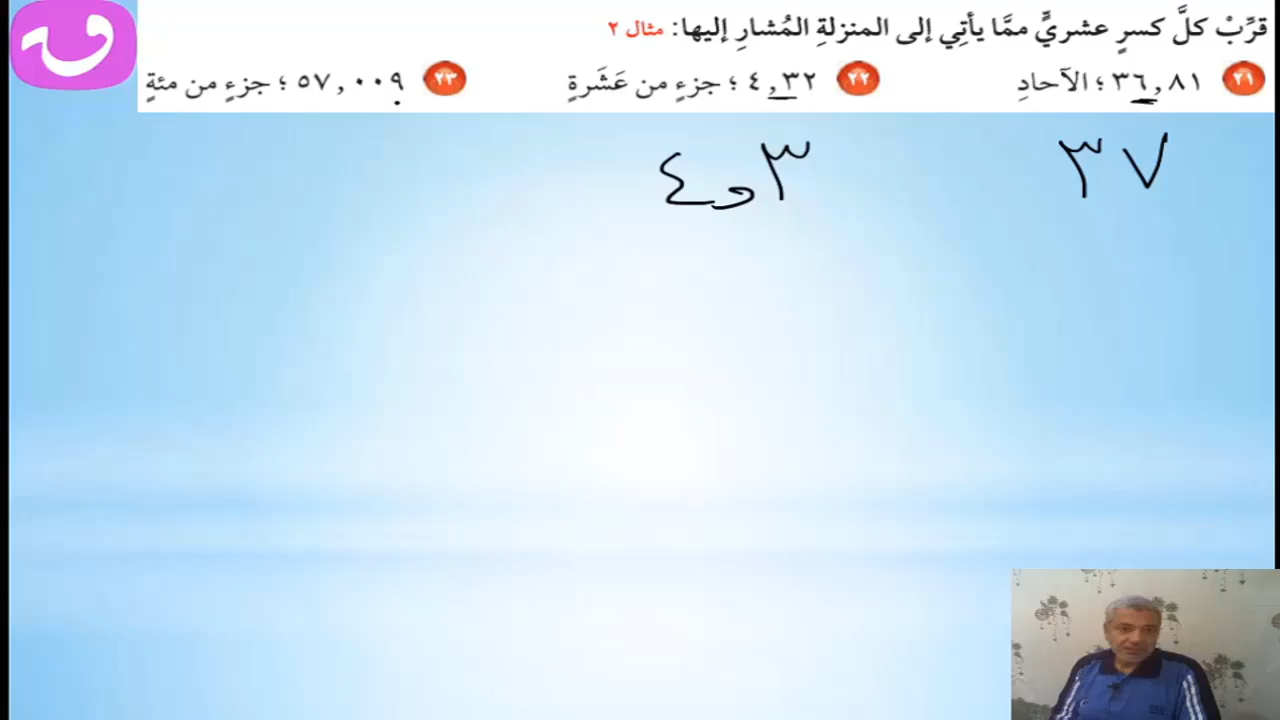 قرِّبْ كلَّ كسرٍ عشريٍّ ممَّا يأتِي إلى المنزلةِ المُشارِ إليها: مثال ٢
٢١ ٣٦,٨١ ؛ الآحادِ
٢٢ ٤,٣٢ ؛ جزءٍ من عَشَرةٍ
٢٣ ٥٧,٠٠٩ ؛ جزءٍ من مئةٍ
٣٧
٤,٣